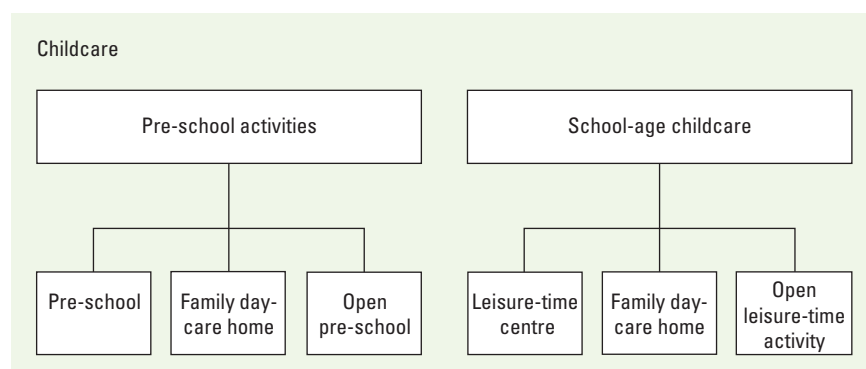 Childcare
Pre-school activities
School-age childcare
Pre-school
Family day-
care home
Open
pre-school
Leisure-time
centre
Family day-
care home
Open
leisure-time
activity